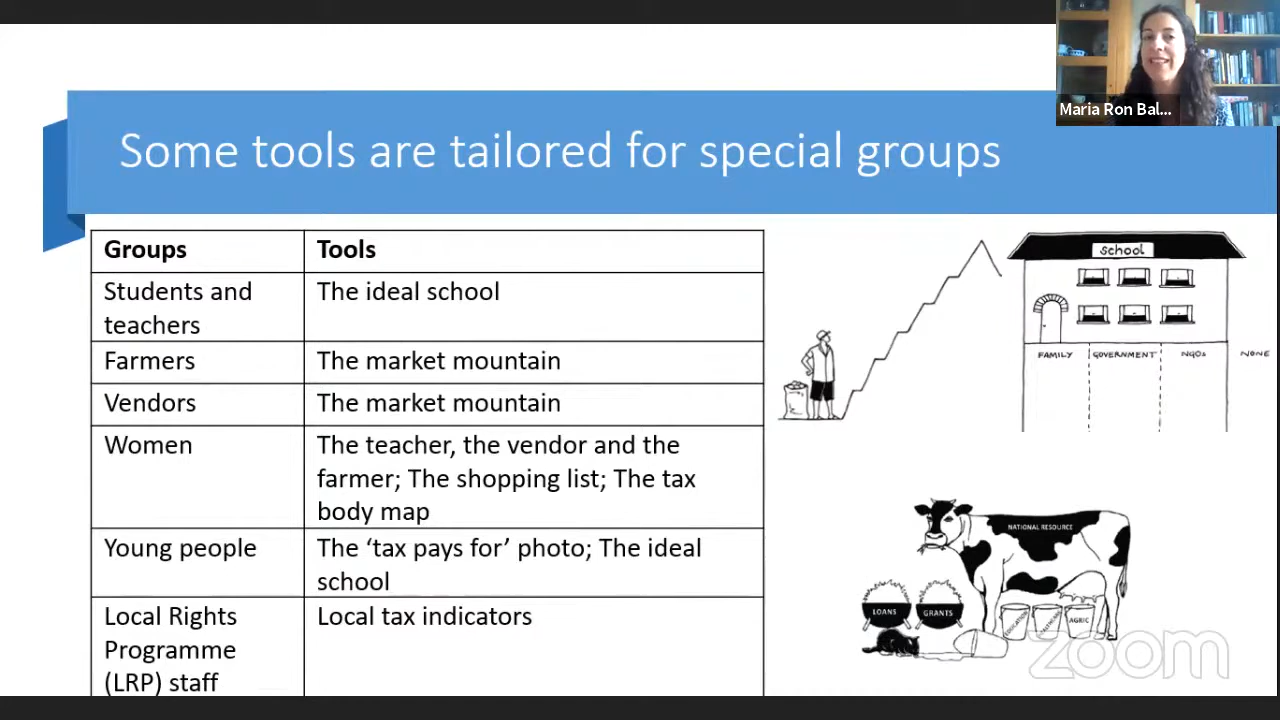 Maria Ron Bal...
Some tools are tailored for special groups
Groups
Tools
Students and
teachers
The ideal school
Farmers
The market mountain
Vendors
The market mountain
Women
The teacher, the vendor and the
farmer; The shopping list; The tax
body map
Young people
The ‘tax pays for’ photo; The ideal
school
Local Rights
Programme
(LRP) staff
Local tax indicators
school
FAMILY
GOVERNMENT
NGOs
NONE
NATIONAL RESOURCE
LOANS
GRANTS
EDUCATION
HEALTHCARE
AGRIC
zoom